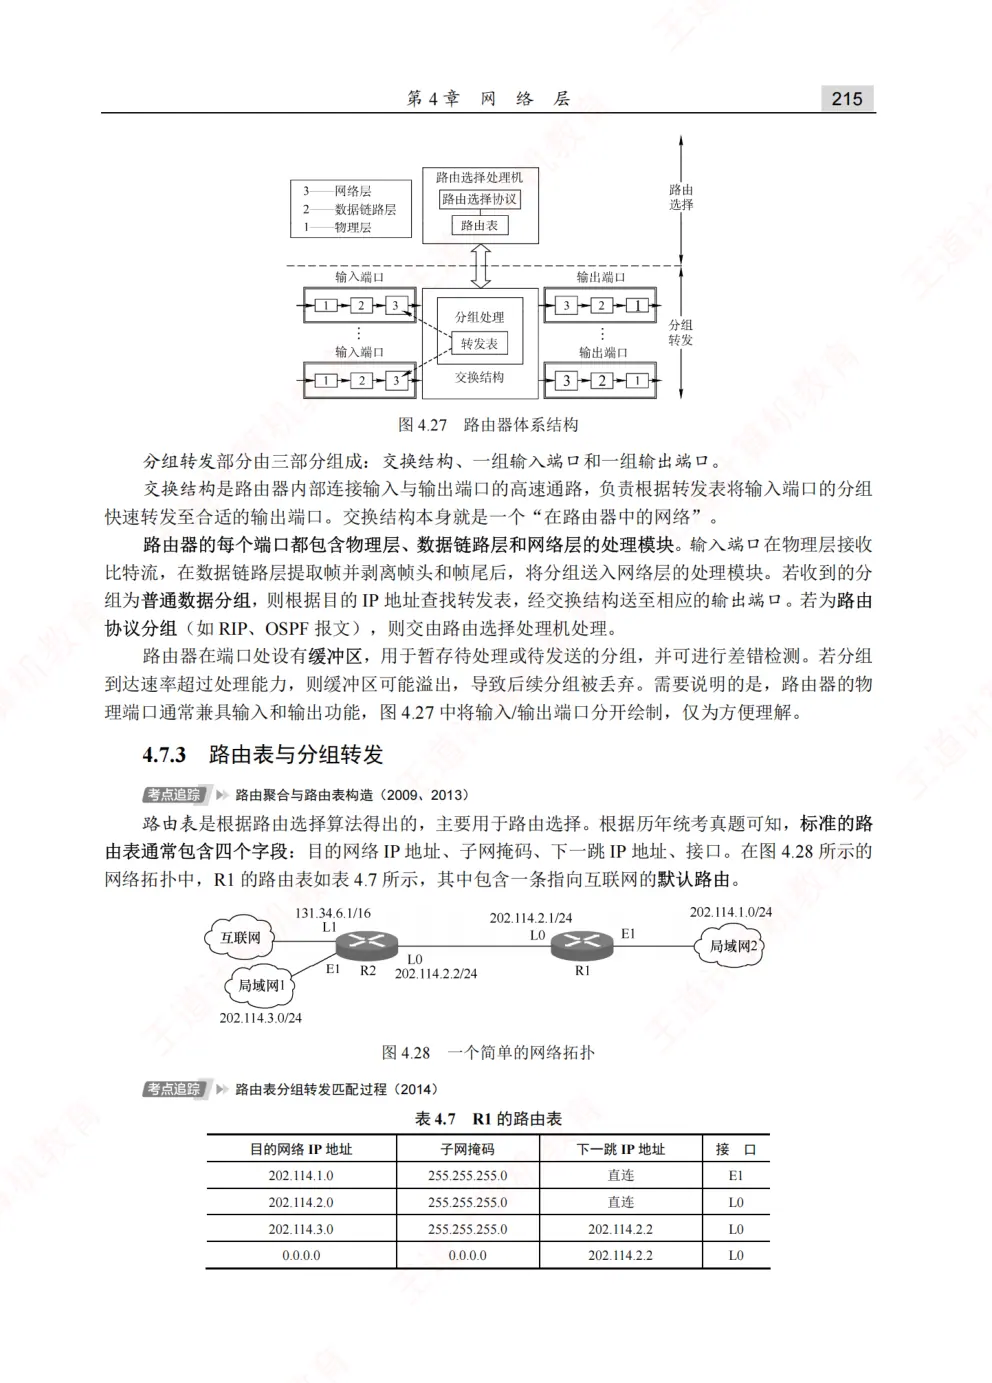 第 4 章 网 络 层 215
路由选择处理机
路由选择协议
路由表
3——网络层
2——数据链路层
1——物理层
路由
选择
输入端口
输出端口
1 2 3
3 2 1
分组处理
转发表
交换结构
分组
转发
⋮
⋮
输入端口
输出端口
1 2 3
3 2 1
图 4.27 路由器体系结构
分组转发部分由三部分组成：交换结构、一组输入端口和一组输出端口。
交换结构是路由器内部连接输入与输出端口的高速通路，负责根据转发表将输入端口的分组
快速转发至合适的输出端口。交换结构本身就是一个“在路由器中的网络”。
路由器的每个端口都包含物理层、数据链路层和网络层的处理模块。输入端口在物理层接收
比特流，在数据链路层提取帧并剥离帧头和帧尾后，将分组送入网络层的处理模块。若收到的分
组为普通数据分组，则根据目的 IP 地址查找转发表，经交换结构送至相应的输出端口。若为路由
协议分组（如 RIP、OSPF 报文），则交由路由选择处理机处理。
路由器在端口处设有缓冲区，用于暂存待处理或待发送的分组，并可进行差错检测。若分组
到达速率超过处理能力，则缓冲区可能溢出，导致后续分组被丢弃。需要说明的是，路由器的物
理端口通常兼具输入和输出功能，图 4.27 中将输入/输出端口分开绘制，仅为方便理解。
4.7.3 路由表与分组转发
考点追踪 路由聚合与路由表构造（2009、2013）
路由表是根据路由选择算法得出的，主要用于路由选择。根据历年统考真题可知，标准的路
由表通常包含四个字段：目的网络 IP 地址、子网掩码、下一跳 IP 地址、接口。在图 4.28 所示的
网络拓扑中，R1 的路由表如表 4.7 所示，其中包含一条指向互联网的默认路由。
131.34.6.1/16
L1
202.114.2.1/24
L0
202.114.1.0/24
E1
互联网
局域网2
E1
R2
L0
202.114.2.2/24
R1
局域网1
202.114.3.0/24
图 4.28 一个简单的网络拓扑
考点追踪 路由表分组转发匹配过程（2014）
表 4.7 R1 的路由表
目的网络 IP 地址 子网掩码 下一跳 IP 地址 接 口
202.114.1.0 255.255.255.0 直连 E1
202.114.2.0 255.255.255.0 直连 L0
202.114.3.0 255.255.255.0 202.114.2.2 L0
0.0.0.0 0.0.0.0 202.114.2.2 L0